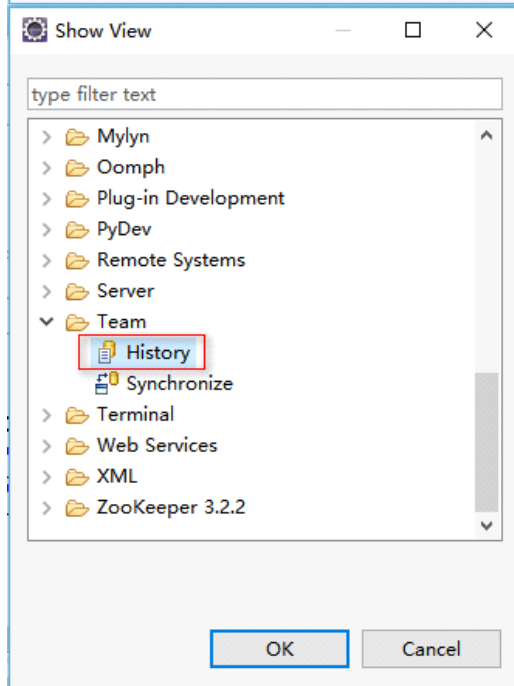 Show View
type filter text
Mylyn
Oomph
Plug-in Development
PyDev
Remote Systems
Server
Team
History
Synchronize
Terminal
Web Services
XML
ZooKeeper 3.2.2
OK
Cancel